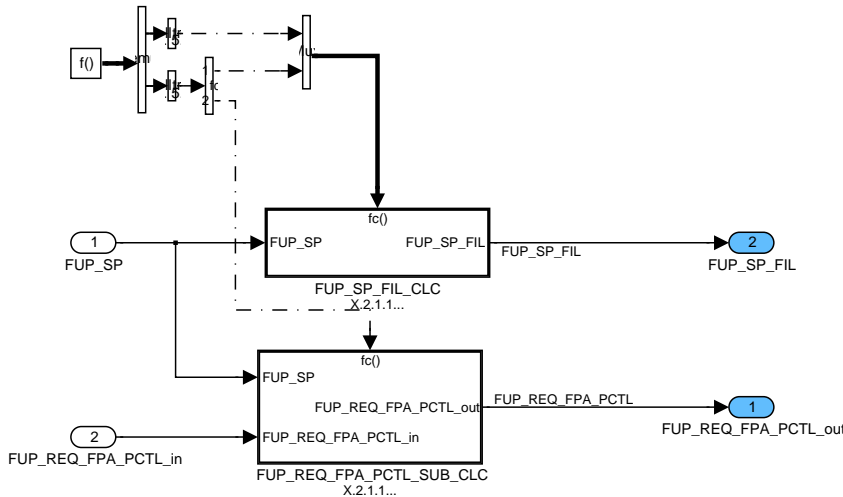 f()
1
2
fc()
1
FUP_SP
FUP_SP
FUP_SP_FIL
FUP_SP_FIL
2
FUP_SP_FIL
FUP_SP_FIL_CLC
X.2.1.1...
fc()
FUP_SP
FUP_REQ_FPA_PCTL_out
FUP_REQ_FPA_PCTL
1
FUP_REQ_FPA_PCTL_out
2
FUP_REQ_FPA_PCTL_in
FUP_REQ_FPA_PCTL_in
FUP_REQ_FPA_PCTL_SUB_CLC
X.2.1.1...